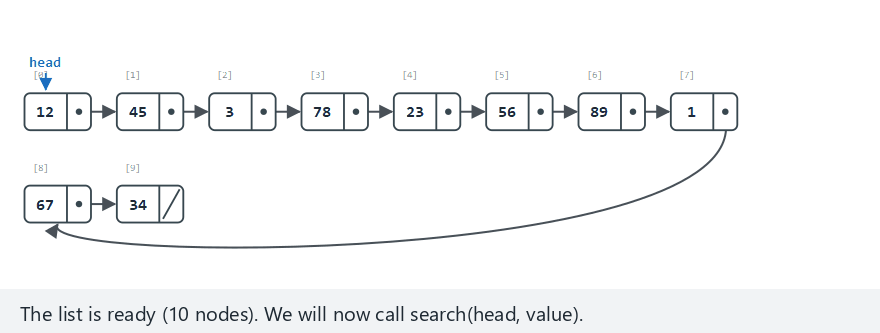 head
[0] [1] [2] [3] [4] [5] [6] [7]
12 45 3 78 23 56 89 1
[8] [9]
67 34
The list is ready (10 nodes). We will now call search(head, value).